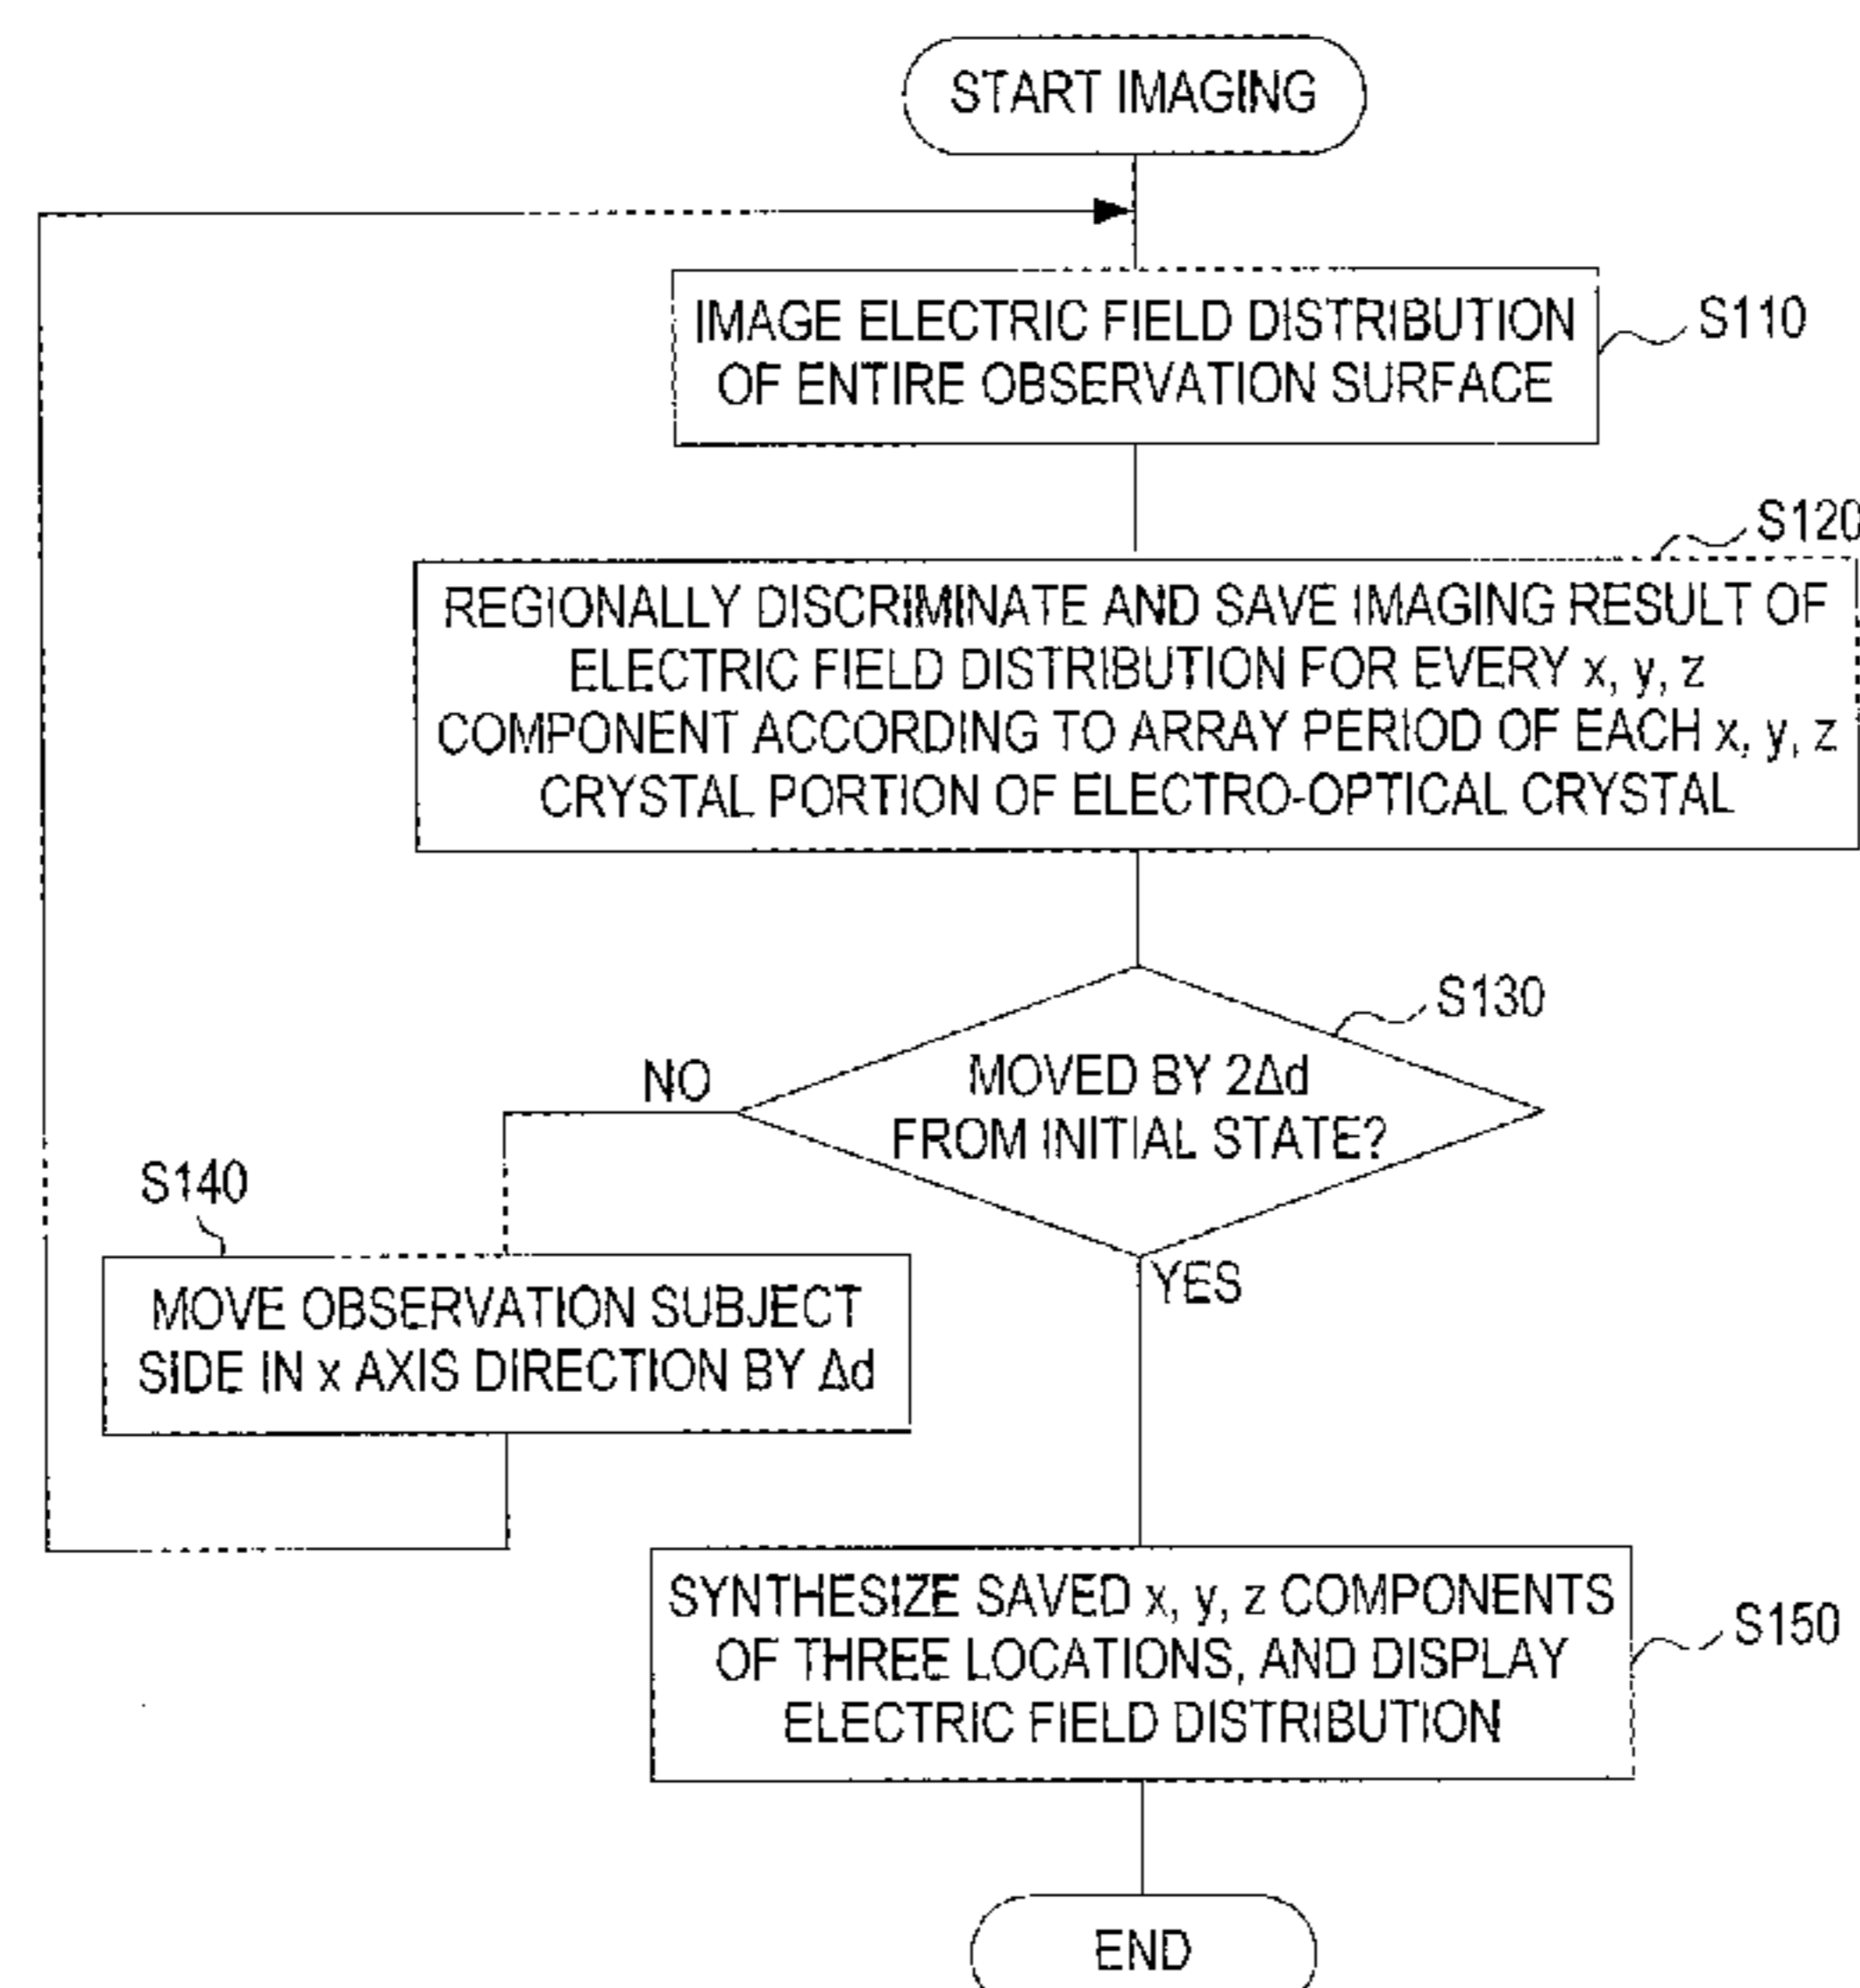 START IMAGING
IMAGE ELECTRIC FIELD DISTRIBUTION
OF ENTIRE OBSERVATION SURFACE
S110
S120
REGIONALLY DISCRIMINATE AND SAVE IMAGING RESULT OF
ELECTRIC FIELD DISTRIBUTION FOR EVERY x, y, z
COMPONENT ACCORDING TO ARRAY PERIOD OF EACH x, y, z
CRYSTAL PORTION OF ELECTRO-OPTICAL CRYSTAL
S130
MOVED BY 2Δd
FROM INITIAL STATE?
NO
YES
S140
MOVE OBSERVATION SUBJECT
SIDE IN x AXIS DIRECTION BY Δd
SYNTHESIZE SAVED x, y, z COMPONENTS
OF THREE LOCATIONS, AND DISPLAY
ELECTRIC FIELD DISTRIBUTION
S150
END